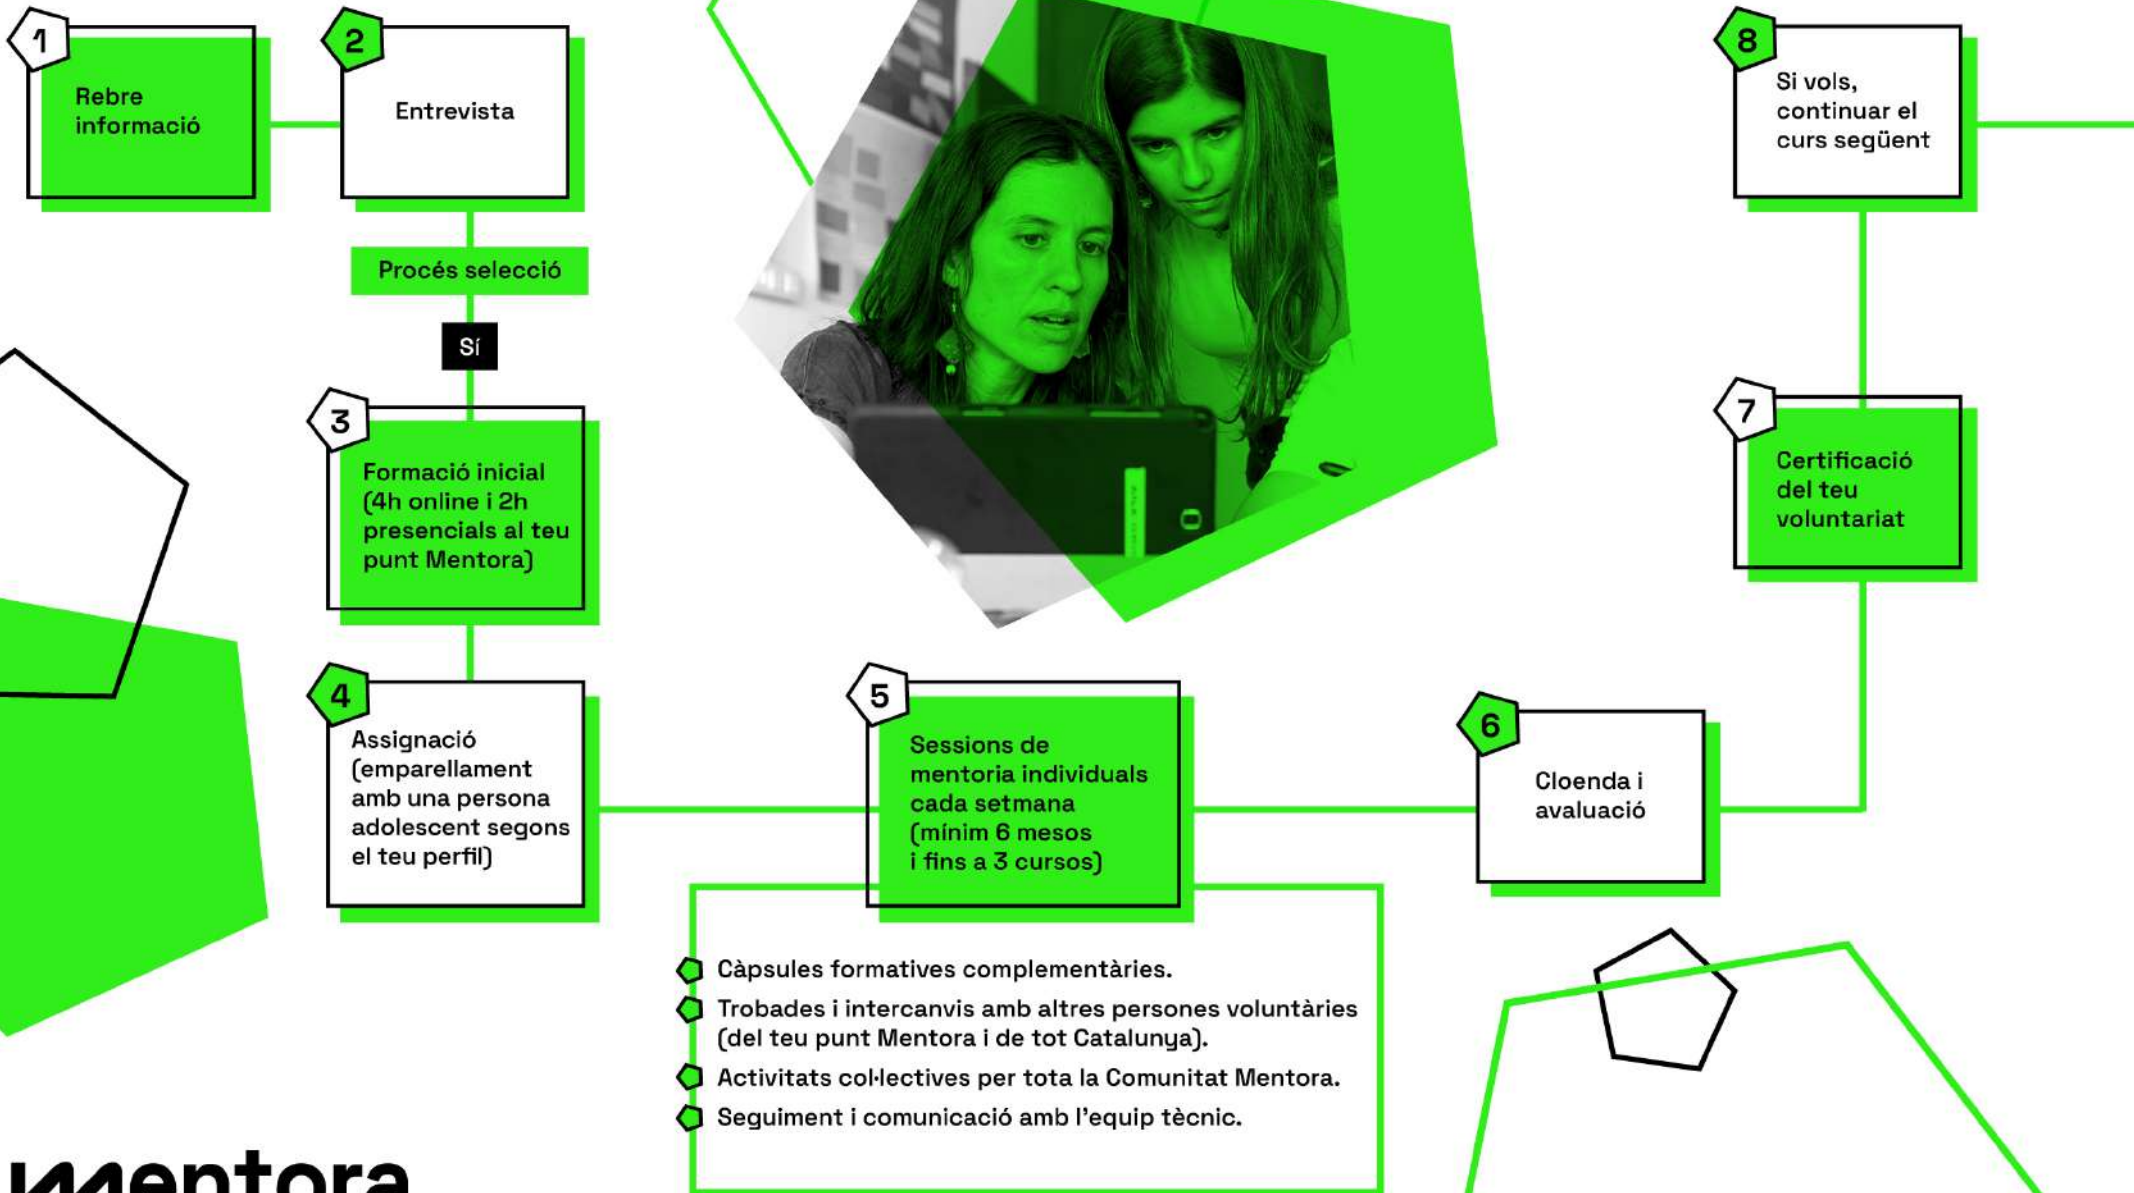 1
Rebre
informació
2
Entrevista
Procés selecció
Sí
3
Formació inicial
(4h online i 2h
presencials al teu
punt Mentora)
4
Assignació
(emparellament
amb una persona
adolescent segons
el teu perfil)
5
Sessions de
mentoria individuals
cada setmana
(mínim 6 mesos
i fins a 3 cursos)
Càpsules formatives complementàries.
Trobades i intercanvis amb altres persones voluntàries
(del teu punt Mentora i de tot Catalunya).
Activitats col·lectives per tota la Comunitat Mentora.
Seguiment i comunicació amb l'equip tècnic.
6
Cloenda i
avaluació
7
Certificació
del teu
voluntariat
8
Si vols,
continuar el
curs següent
mentora